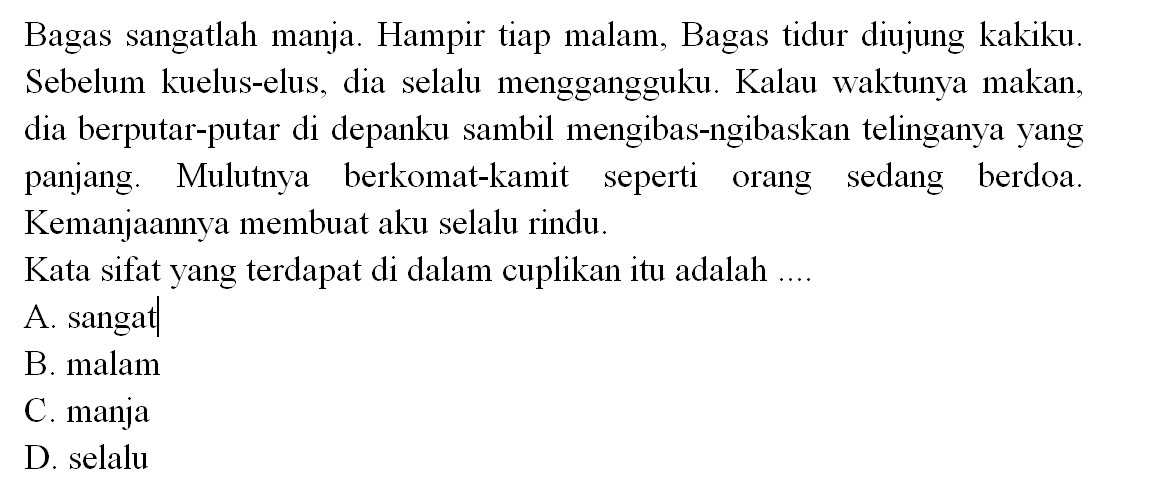 Bagas sangatlah manja. Hampir tiap malam, Bagas tidur diujung kakiku.
Sebelum kuelus-elus, dia selalu menggangguku. Kalau waktunya makan,
dia berputar-putar di depanku sambil mengibas-ngibaskan telinganya yang
panjang. Mulutnya berkomat-kamit seperti orang sedang berdoa.
Kemanjaannya membuat aku selalu rindu.
Kata sifat yang terdapat di dalam cuplikan itu adalah ....
A. sangat
B. malam
C. manja
D. selalu